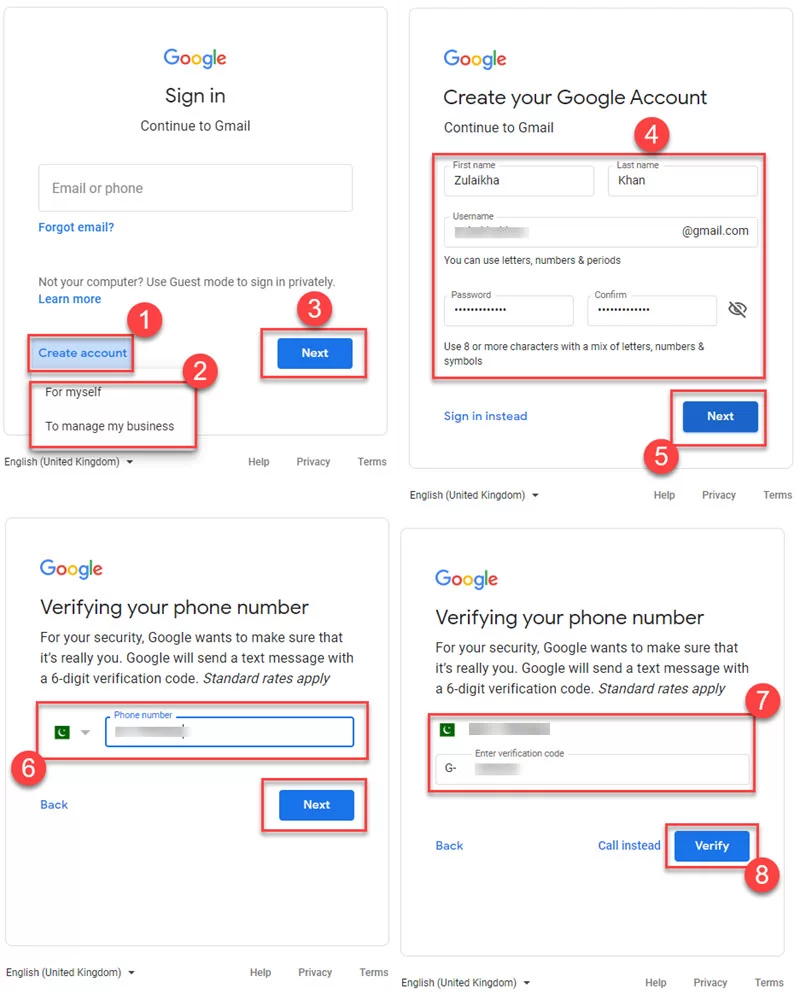 Google
Sign in
Continue to Gmail
Email or phone
Forgot email?
Not your computer? Use Guest mode to sign in privately.
Learn more
1
3
Create account
Next
2
For myself
To manage my business
English (United Kingdom)
Help Privacy Terms
Google
Create your Google Account
Continue to Gmail
4
First name Last name
Zulaikha Khan
Username
@gmail.com
You can use letters, numbers & periods
Password Confirm
••••••••••••• •••••••••••••
Use 8 or more characters with a mix of letters, numbers &
symbols
Sign in instead Next
5
English (United Kingdom) Help Privacy Terms
Google
Verifying your phone number
For your security, Google wants to make sure that
it's really you. Google will send a text message with
a 6-digit verification code. Standard rates apply
Phone number
6
Back Next
English (United Kingdom) Help Privacy Terms
Google
Verifying your phone number
For your security, Google wants to make sure that
it's really you. Google will send a text message with
a 6-digit verification code. Standard rates apply
7
Enter verification code
G-
Back Call instead Verify
8
English (United Kingdom) Help Privacy Terms